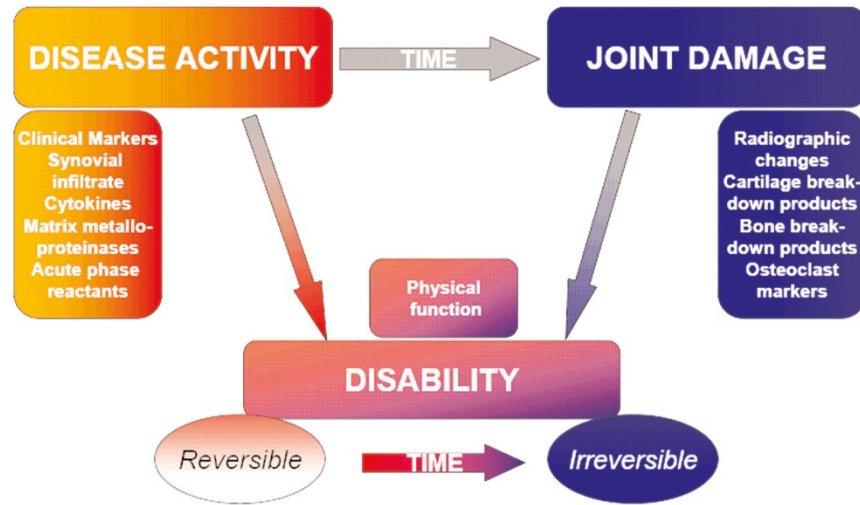 DISEASE ACTIVITY
TIME
JOINT DAMAGE
Clinical Markers
Synovial
infiltrate
Cytokines
Matrix metallo-
proteinases
Acute phase
reactants
Radiographic
changes
Cartilage break-
down products
Bone break-
down products
Osteoclast
markers
Physical
function
DISABILITY
Reversible
TIME
Irreversible